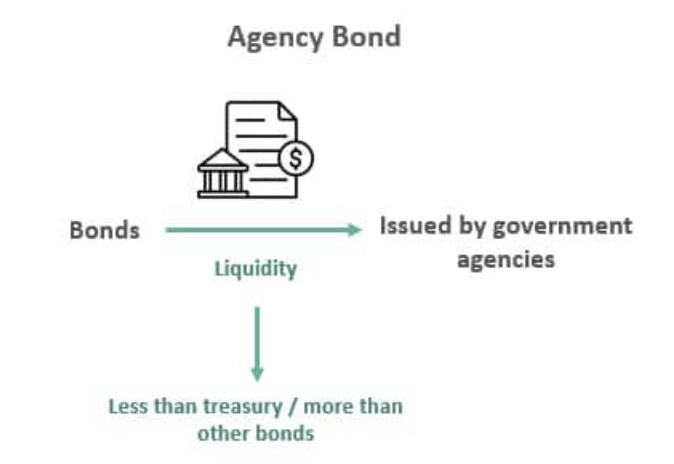 Agency Bond
$
Bonds
Issued by government
agencies
Liquidity
Less than treasury / more than
other bonds